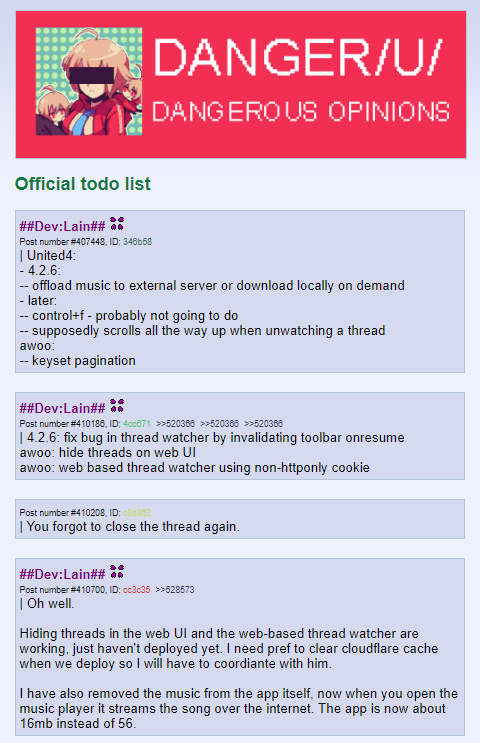 DANGER/U/
DANGEROUS OPINIONS
Official todo list
##Dev:Lain##
Post number #407448, ID: 346b58
| United4:
- 4.2.6:
-- offload music to external server or download locally on demand
- later:
-- control+f - probably not going to do
-- supposedly scrolls all the way up when unwatching a thread
awoo:
-- keyset pagination
##Dev:Lain##
Post number #410186, ID: 4cc671 >>520366 >>520366 >>520366
| 4.2.6: fix bug in thread watcher by invalidating toolbar onresume
awoo: hide threads on web UI
awoo: web based thread watcher using non-httponly cookie
Post number #410208, ID:
| You forgot to close the thread again.
##Dev:Lain##
Post number #410700, ID: cc3c35 >>528573
| Oh well.
Hiding threads in the web UI and the web-based thread watcher are
working, just haven't deployed yet. I need pref to clear cloudflare cache
when we deploy so I will have to coordiante with him.
I have also removed the music from the app itself, now when you open the
music player it streams the song over the internet. The app is now about
16mb instead of 56.